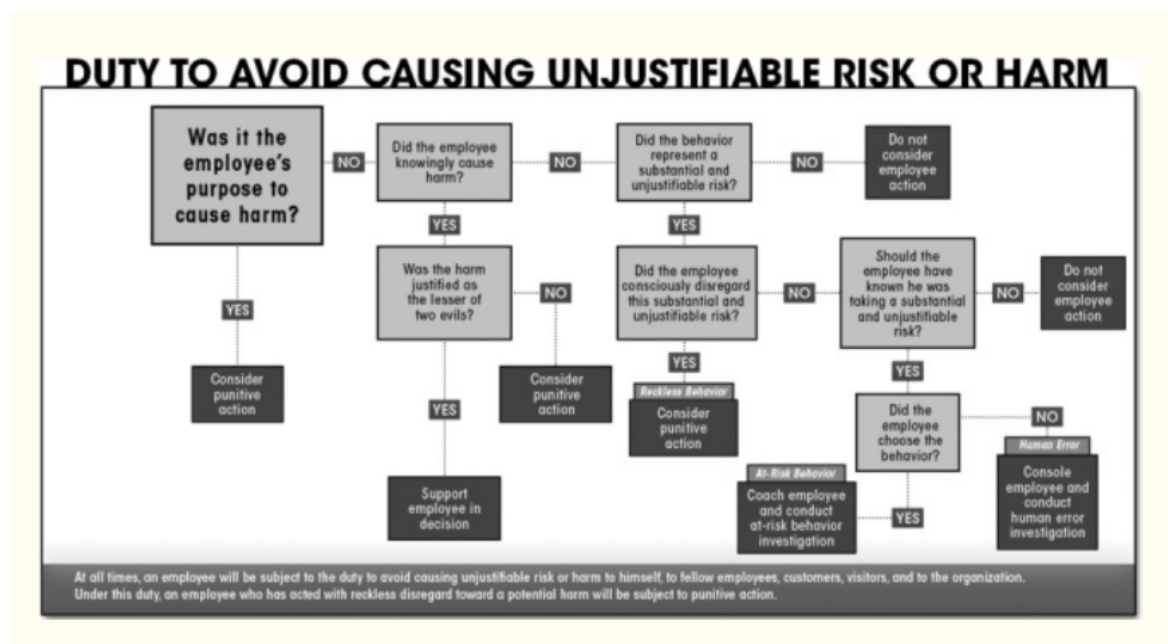 DUTY TO AVOID CAUSING UNJUSTIFIABLE RISK OR HARM
Was it the
employee's
purpose to
cause harm?
NO
Did the employee
knowingly cause
harm?
NO
Did the behavior
represent a
substantial and
unjustifiable risk?
NO
Do not
consider
employee
action
YES
YES
YES
Was the harm
justified as
the lesser of
two evils?
NO
Did the employee
consciously disregard
this substantial and
unjustifiable risk?
NO
Should the
employee have
known he was
taking a substantial
and unjustifiable
risk?
NO
Do not
consider
employee
action
Consider
punitive
action
YES
Consider
punitive
action
YES
Reckless Behavior
Consider
punitive
action
YES
Did the
employee
choose the
behavior?
NO
Human Error
Console
employee and
conduct
human error
investigation
Support
employee in
decision
At-Risk Behavior
Coach employee
and conduct
at-risk behavior
investigation
YES
At all times, an employee will be subject to the duty to avoid causing unjustifiable risk or harm to himself, to fellow employees, customers, visitors, and to the organization.
Under this duty, an employee who has acted with reckless disregard toward a potential harm will be subject to punitive action.